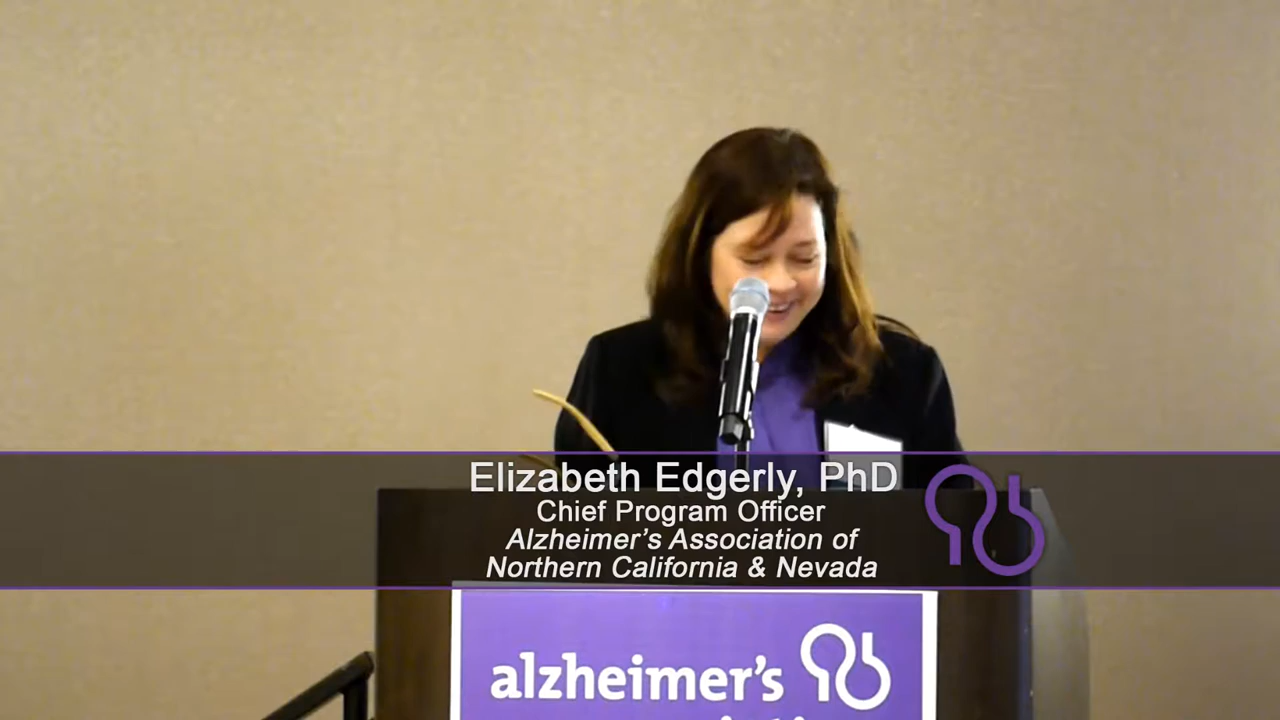 Elizabeth Edgerly, PhD
Chief Program Officer
Alzheimer’s Association of
Northern California & Nevada
alzheimer’s